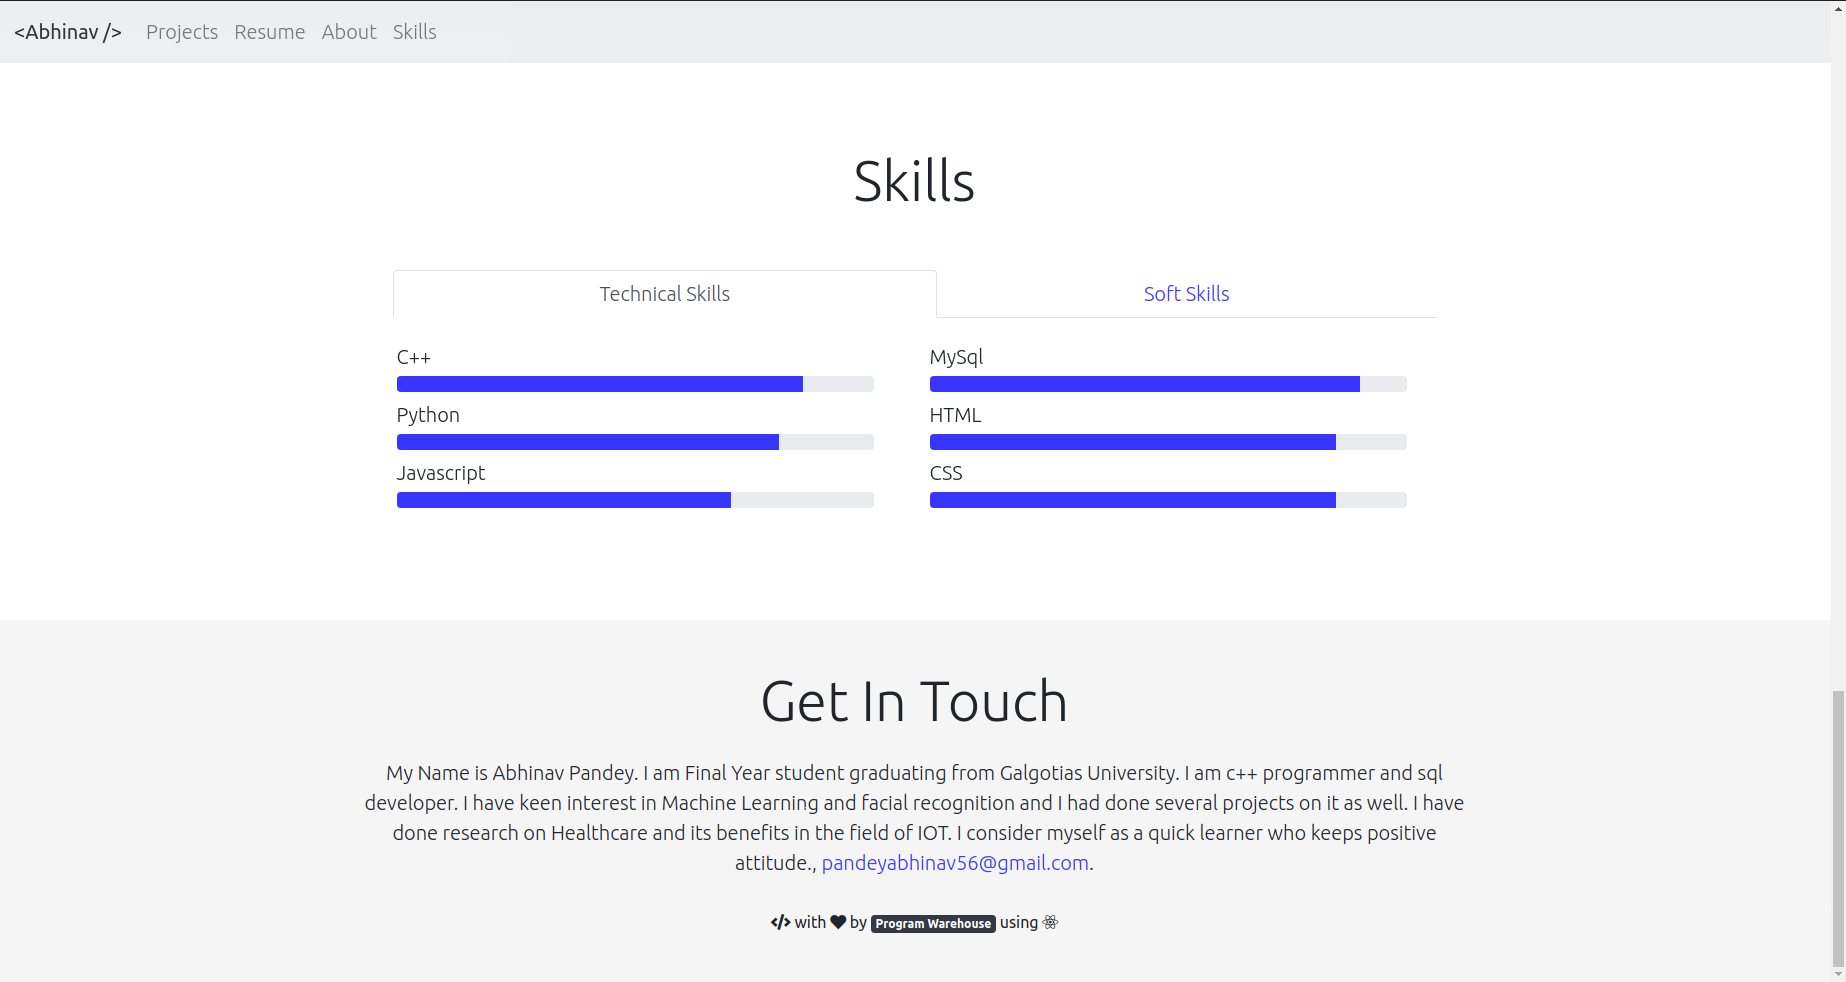 <Abhinav /> Projects Resume About Skills
Skills
Technical Skills Soft Skills
C++ MySql
Python HTML
Javascript CSS
Get In Touch
My Name is Abhinav Pandey. I am Final Year student graduating from Galgotias University. I am c++ programmer and sql
developer. I have keen interest in Machine Learning and facial recognition and I had done several projects on it as well. I have
done research on Healthcare and its benefits in the field of IOT. I consider myself as a quick learner who keeps positive
attitude., pandeyabhinav56@gmail.com.
</> with ♥ by Program Warehouse using